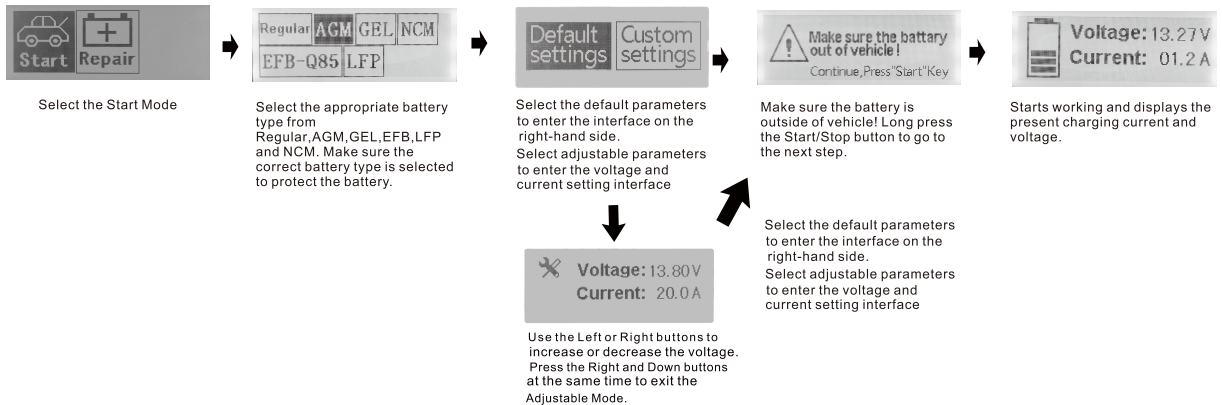 Start Repair
Select the Start Mode
Regular AGM GEL NCM
EFB-Q85 LFP
Select the appropriate battery
type from
Regular,AGM,GEL,EFB,LFP
and NCM. Make sure the
correct battery type is selected
to protect the battery.
Default Custom
settings settings
Select the default parameters
to enter the interface on the
right-hand side.
Select adjustable parameters
to enter the voltage and
current setting interface
Voltage: 13.80V
Current: 20.0A
Use the Left or Right buttons to
increase or decrease the voltage.
Press the Right and Down buttons
at the same time to exit the
Adjustable Mode.
Make sure the battary
out of vehicle!
Continue,Press"Start"Key
Make sure the battery is
outside of vehicle! Long press
the Start/Stop button to go to
the next step.
Select the default parameters
to enter the interface on the
right-hand side.
Select adjustable parameters
to enter the voltage and
current setting interface
Voltage: 13.27V
Current: 01.2A
Starts working and displays the
present charging current and
voltage.